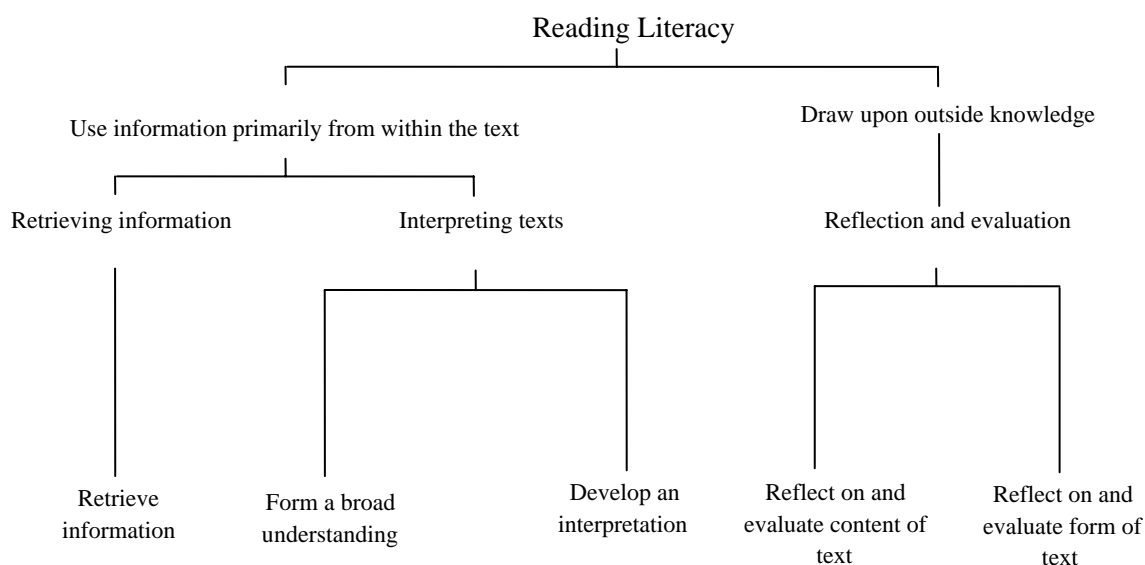 Reading Literacy
Use information primarily from within the text
Draw upon outside knowledge
Retrieving information
Interpreting texts
Reflection and evaluation
Retrieve
information
Form a broad
understanding
Develop an
interpretation
Reflect on and
evaluate content of
text
Reflect on and
evaluate form of
text